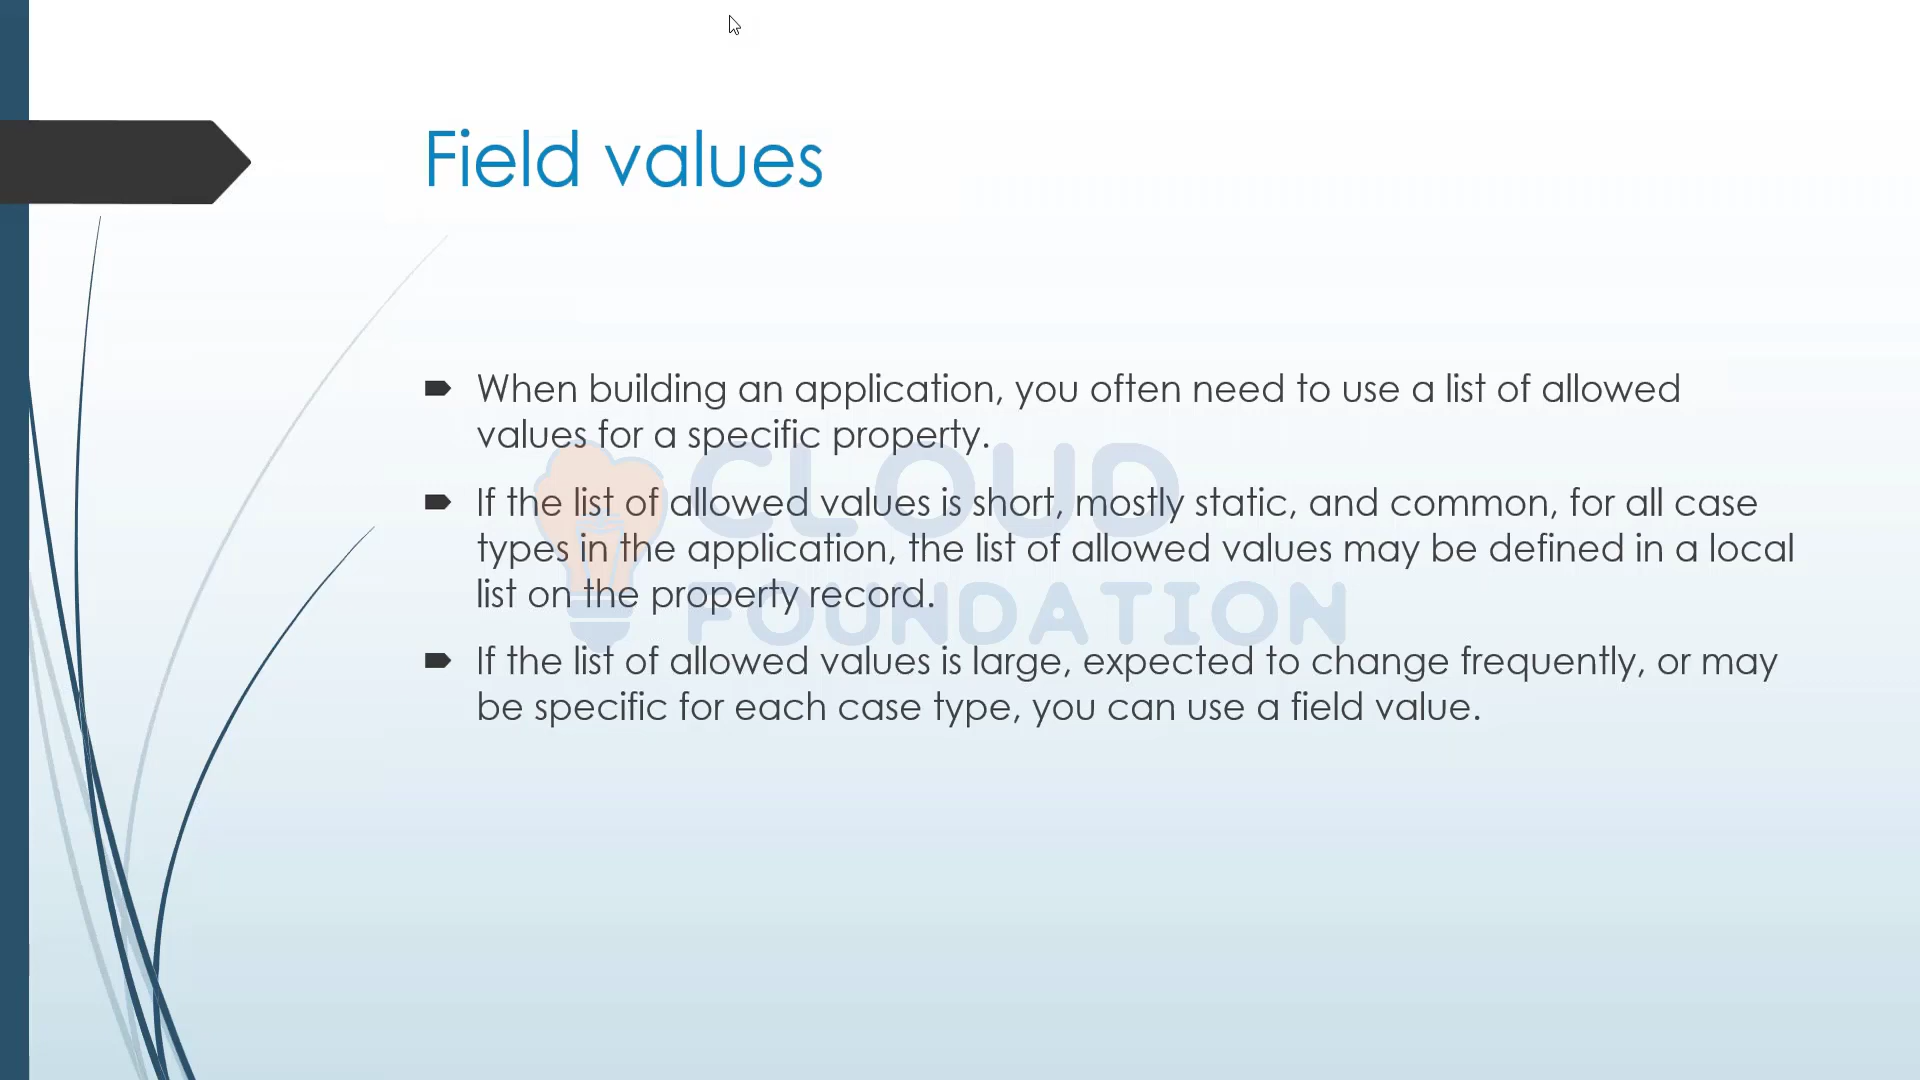 Field values
When building an application, you often need to use a list of allowed
values for a specific property.
If the list of allowed values is short, mostly static, and common, for all case
types in the application, the list of allowed values may be defined in a local
list on the property record.
If the list of allowed values is large, expected to change frequently, or may
be specific for each case type, you can use a field value.
CLOUD
FOUNDATION